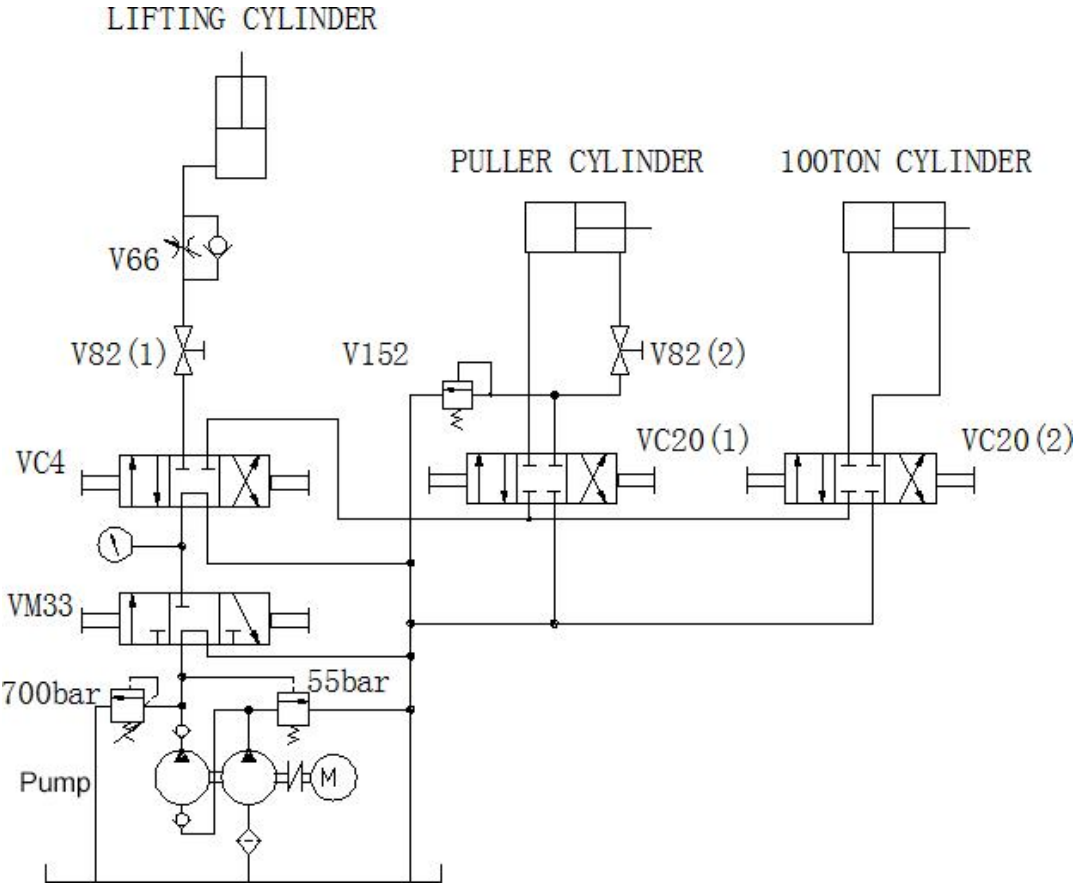 LIFTING CYLINDER
PULLER CYLINDER
100TON CYLINDER
V66
V82(1)
V152
V82(2)
VC4
VC20(1)
VC20(2)
VM33
700bar
55bar
Pump
M